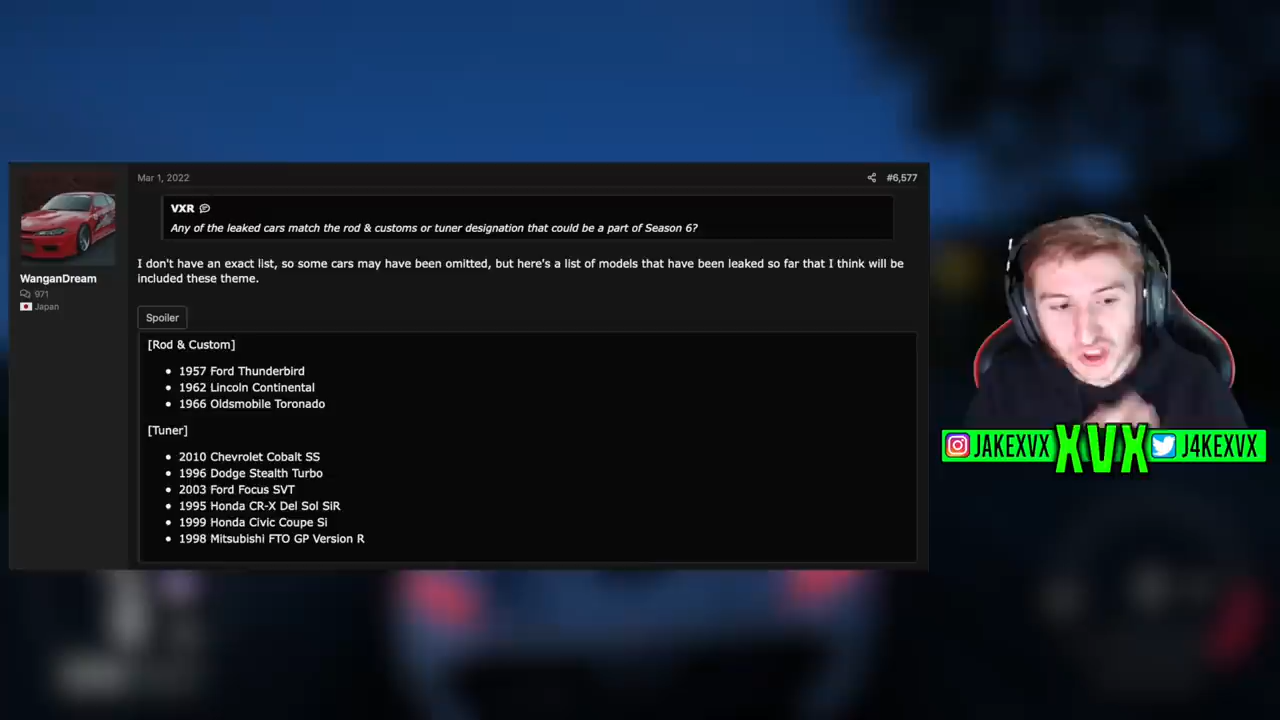 Mar 1, 2022
#6,577
VXR
Any of the leaked cars match the rod & customs or tuner designation that could be a part of Season 6?
WanganDream
971
Japan
I don't have an exact list, so some cars may have been omitted, but here's a list of models that have been leaked so far that I think will be
included these theme.
Spoiler
[Rod & Custom]
1957 Ford Thunderbird
1962 Lincoln Continental
1966 Oldsmobile Toronado
[Tuner]
2010 Chevrolet Cobalt SS
1996 Dodge Stealth Turbo
2003 Ford Focus SVT
1995 Honda CR-X Del Sol SiR
1999 Honda Civic Coupe Si
1998 Mitsubishi FTO GP Version R
JAKEXVX XVX J4KEXVX